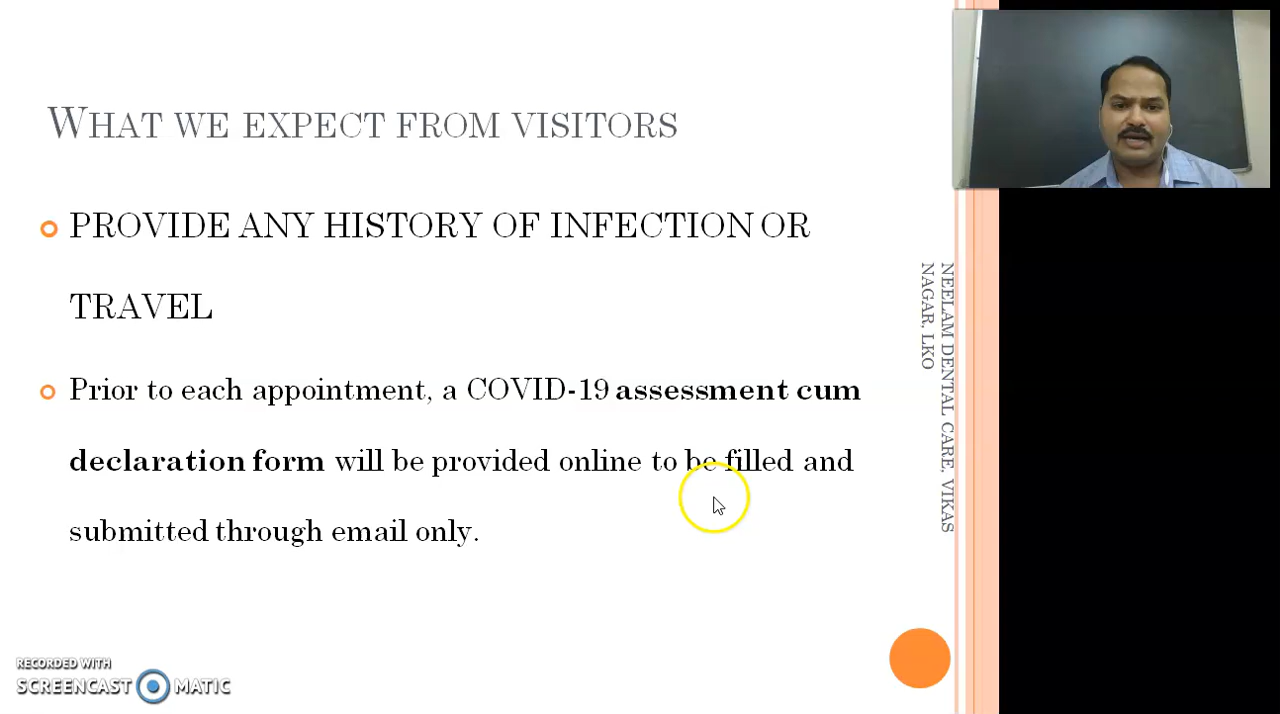 What we expect from visitors
PROVIDE ANY HISTORY OF INFECTION OR
TRAVEL
Prior to each appointment, a COVID-19 assessment cum
declaration form will be provided online to be filled and
submitted through email only.
NEELAM DENTAL CARE, VIKAS
NAGAR, LKO
RECORDED WITH
SCREENCAST MATIC